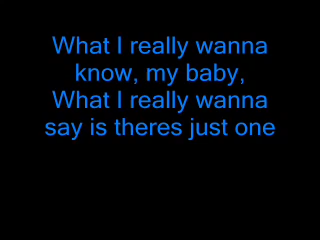 What I really wanna
know, my baby,
What I really wanna
say is theres just one